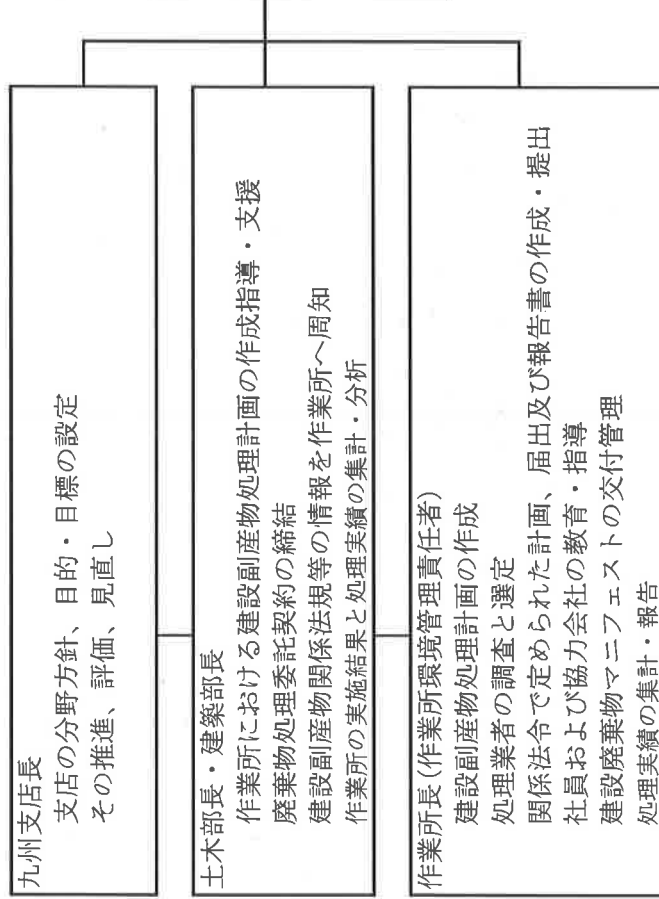 九州支店長
支店の分野方針、目的・目標の設定
その推進、評価、見直し
土木部長・建築部長
作業所における建設副産物処理計画の作成指導・支援
廃棄物処理委託契約の締結
建設副産物関係法規等の情報を作業所へ周知
作業所の実施結果と処理実績の集計・分析
作業所長(作業所環境管理責任者)
建設副産物処理計画の作成
処理業者の調査と選定
関係法令で定められた計画、届出及び報告書の作成・提出
社員および協力会社の教育・指導
建設廃棄物マニフェストの交付管理
処理実績の集計・報告